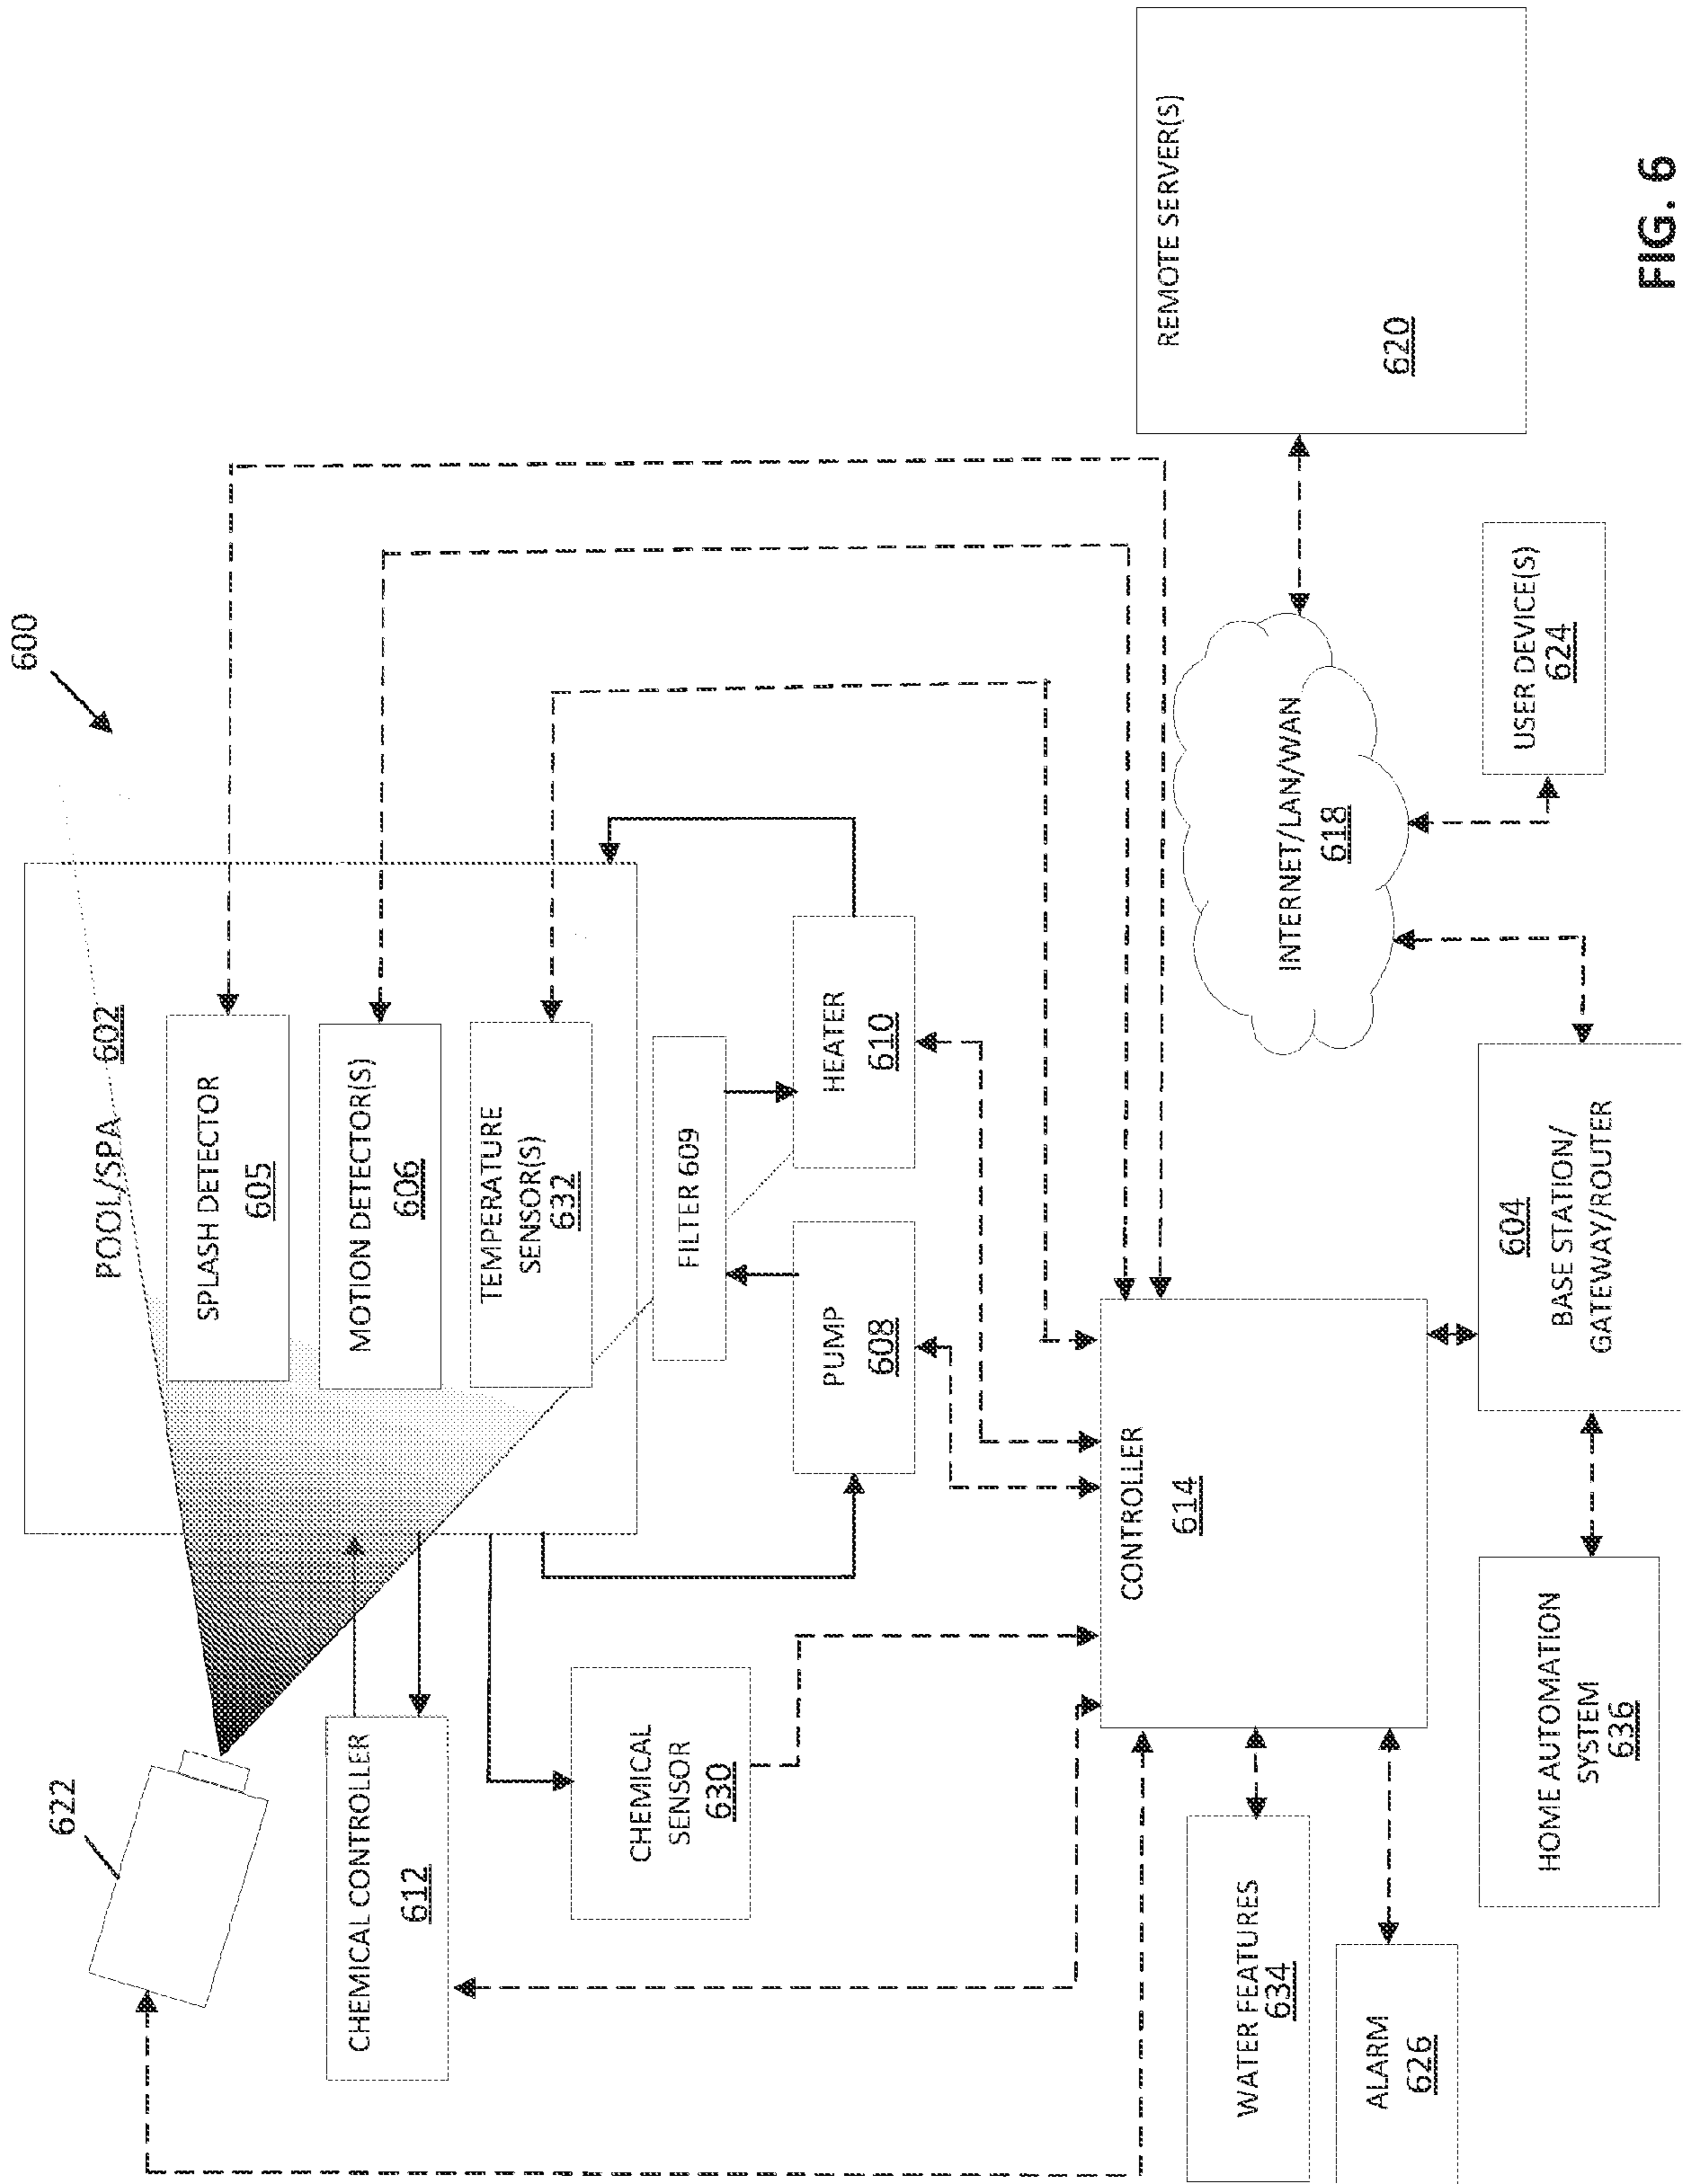 600
622
POOL/SPA 602
SPLASH DETECTOR
605
MOTION DETECTOR(S)
606
TEMPERATURE
SENSOR(S)
632
CHEMICAL CONTROLLER
612
FILTER 609
CHEMICAL
SENSOR
630
PUMP
608
HEATER
610
CONTROLLER
614
REMOTE SERVER(S)
620
INTERNET/LAN/WAN
618
WATER FEATURES
634
ALARM
626
USER DEVICE(S)
624
HOME AUTOMATION
SYSTEM
636
604
BASE STATION/
GATEWAY/ROUTER
FIG. 6